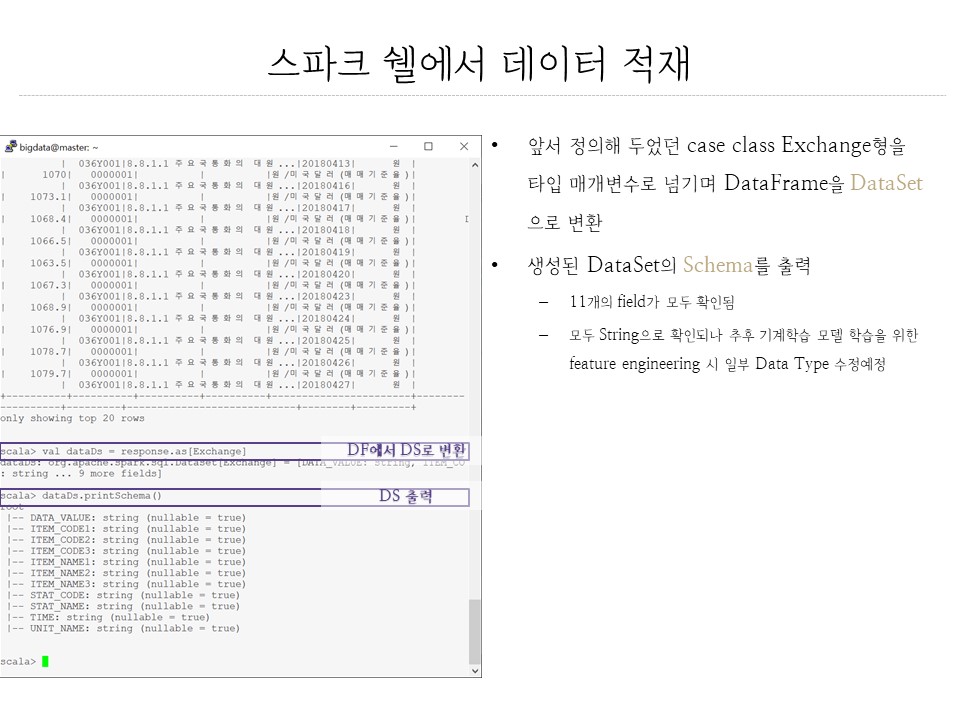 스파크 쉘에서 데이터 적재
bigdata@master: ~
| 036Y001|8.8.1.1 주요국통화의 대원...|20180413| 원 |
| 1070| 0000001| | |원/미국달러(매매기준율)|
| 036Y001|8.8.1.1 주요국통화의 대원...|20180416| 원 |
| 1073.1| 0000001| | |원/미국달러(매매기준율)|
| 036Y001|8.8.1.1 주요국통화의 대원...|20180417| 원 |
| 1068.4| 0000001| | |원/미국달러(매매기준율)|
| 036Y001|8.8.1.1 주요국통화의 대원...|20180418| 원 |
| 1066.5| 0000001| | |원/미국달러(매매기준율)|
| 036Y001|8.8.1.1 주요국통화의 대원...|20180419| 원 |
| 1063.5| 0000001| | |원/미국달러(매매기준율)|
| 036Y001|8.8.1.1 주요국통화의 대원...|20180420| 원 |
| 1067.3| 0000001| | |원/미국달러(매매기준율)|
| 036Y001|8.8.1.1 주요국통화의 대원...|20180423| 원 |
| 1068.9| 0000001| | |원/미국달러(매매기준율)|
| 036Y001|8.8.1.1 주요국통화의 대원...|20180424| 원 |
| 1076.9| 0000001| | |원/미국달러(매매기준율)|
| 036Y001|8.8.1.1 주요국통화의 대원...|20180425| 원 |
| 1078.7| 0000001| | |원/미국달러(매매기준율)|
| 036Y001|8.8.1.1 주요국통화의 대원...|20180426| 원 |
| 1079.7| 0000001| | |원/미국달러(매매기준율)|
| 036Y001|8.8.1.1 주요국통화의 대원...|20180427| 원 |
+----------+----------+----------+----------+----------------------+--------
----------+---------+--------------------------+--------+---------+
only showing top 20 rows
scala> val dataDs = response.as[Exchange]
DF에서 DS로 변환
dataDs: org.apache.spark.sql.Dataset[Exchange] = [DATA_VALUE: string, ITEM_CO
: string ... 9 more fields]
scala> dataDs.printSchema()
DS 출력
root
|-- DATA_VALUE: string (nullable = true)
|-- ITEM_CODE1: string (nullable = true)
|-- ITEM_CODE2: string (nullable = true)
|-- ITEM_CODE3: string (nullable = true)
|-- ITEM_NAME1: string (nullable = true)
|-- ITEM_NAME2: string (nullable = true)
|-- ITEM_NAME3: string (nullable = true)
|-- STAT_CODE: string (nullable = true)
|-- STAT_NAME: string (nullable = true)
|-- TIME: string (nullable = true)
|-- UNIT_NAME: string (nullable = true)
scala>
• 앞서 정의해 두었던 case class Exchange형을
타입 매개변수로 넘기며 DataFrame을 DataSet
으로 변환
• 생성된 DataSet의 Schema를 출력
– 11개의 field가 모두 확인됨
– 모두 String으로 확인되나 추후 기계학습 모델 학습을 위한
feature engineering 시 일부 Data Type 수정예정